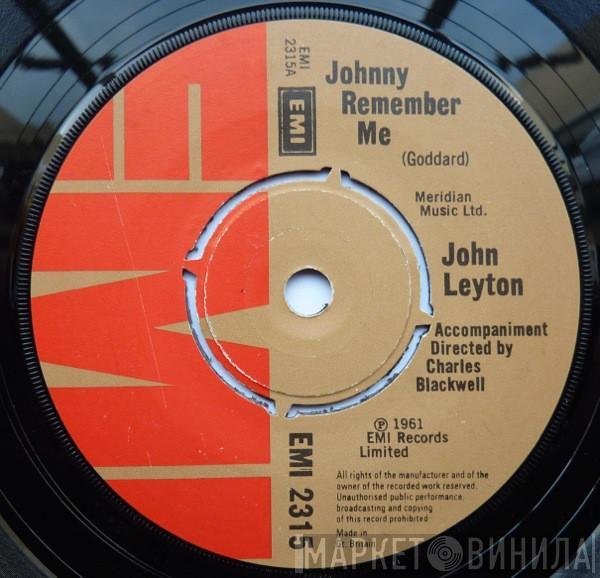 EMI
2315A
EMI
Johnny
Remember
Me
(Goddard)
Meridian
Music Ltd.
John
Leyton
Accompaniment
Directed by
Charles
Blackwell
℗ 1961
EMI Records
Limited
EMI 2315
All rights of the manufacturer and of the
owner of the recorded work reserved.
Unauthorised public performance,
broadcasting and copying
of this record prohibited
Made in
Gt. Britain
EMI
МАРКЕТ ВИНИЛА